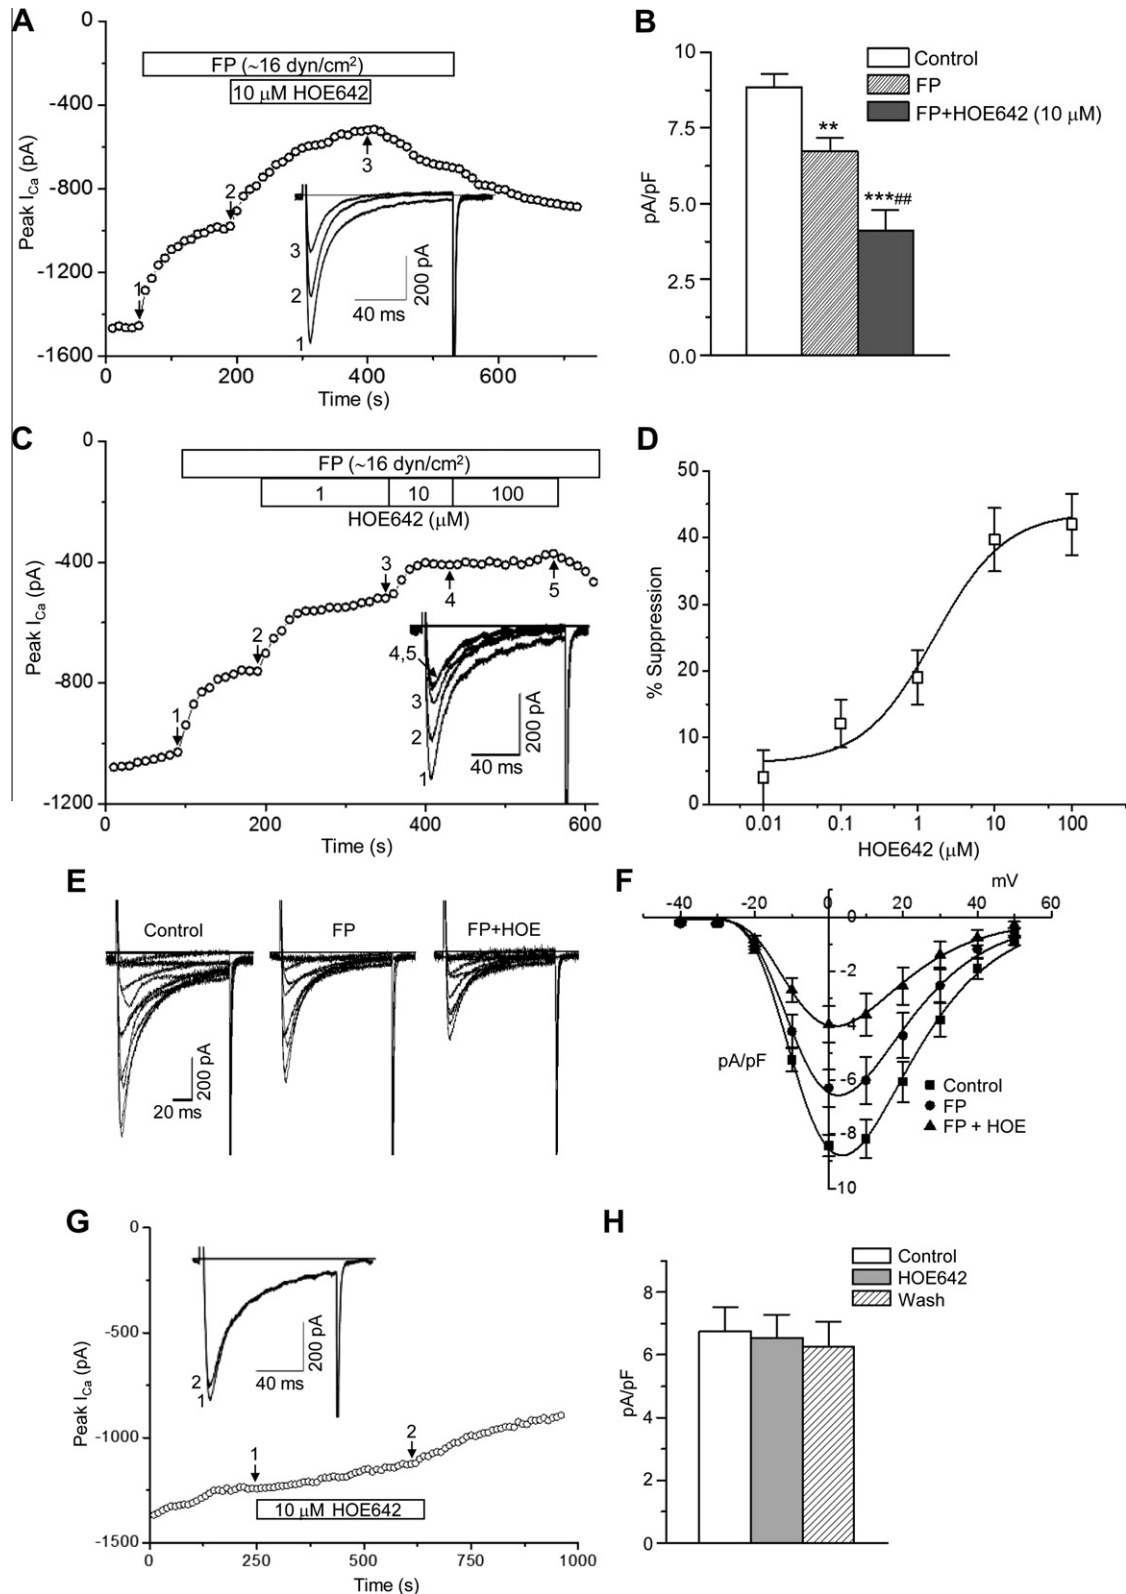 A
0
-400
-800
-1200
-1600
Peak I_Ca (pA)
FP (~16 dyn/cm²)
10 µM HOE642
1
2
3
3
2
1
200 pA
40 ms
0
200
400
600
Time (s)
B
10
7.5
5.0
2.5
0.0
pA/pF
Control
FP
FP+HOE642 (10 µM)
**
***##
C
0
-400
-800
-1200
Peak I_Ca (pA)
FP (~16 dyn/cm²)
1
10
100
HOE642 (µM)
1
2
3
4
5
4,5
3
2
1
200 pA
40 ms
0
200
400
600
Time (s)
D
50
40
30
20
10
0
% Suppression
0.01
0.1
1
10
100
HOE642 (µM)
E
Control
FP
FP+HOE
200 pA
20 ms
F
mV
-40
-20
0
20
40
60
0
-2
-4
-6
-8
10
pA/pF
Control
FP
FP + HOE
G
0
-500
-1000
-1500
Peak I_Ca (pA)
2
1
200 pA
40 ms
1
2
10 µM HOE642
0
250
500
750
1000
Time (s)
H
8
6
4
2
0
pA/pF
Control
HOE642
Wash